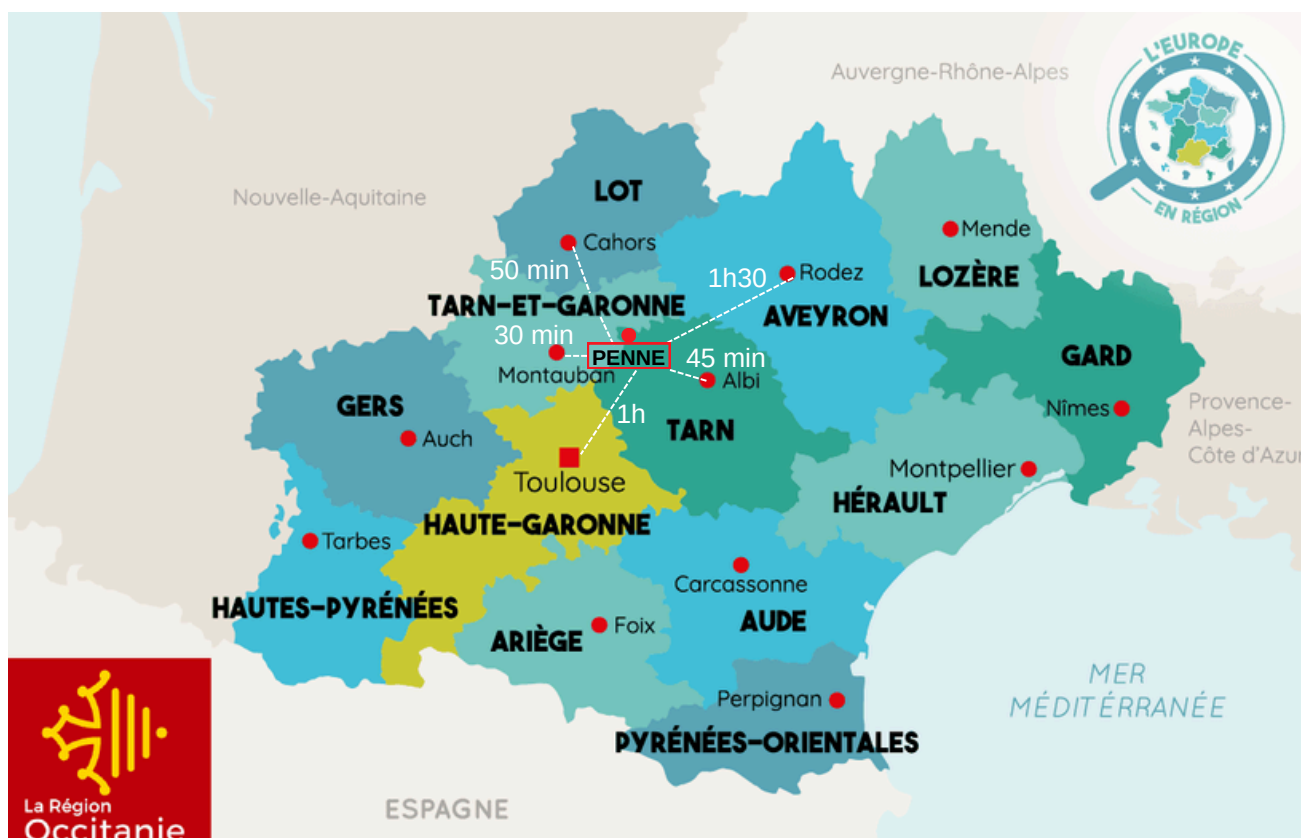 L'EUROPE
EN RÉGION
Auvergne-Rhône-Alpes
Nouvelle-Aquitaine
LOT
Cahors
Mende
LOZÈRE
50 min
1h30
Rodez
TARN-ET-GARONNE
AVEYRON
30 min
PENNE
45 min
Montauban
Albi
GARD
Nîmes
Provence-
Alpes-
Côte d'Azur
GERS
Auch
1h
TARN
Toulouse
Montpellier
HÉRAULT
HAUTE-GARONNE
Tarbes
HAUTES-PYRÉNÉES
Carcassonne
AUDE
ARIÈGE
Foix
MER
MÉDITÉRRANÉE
Perpignan
PYRÉNÉES-ORIENTALES
ESPAGNE
La Région
Occitanie